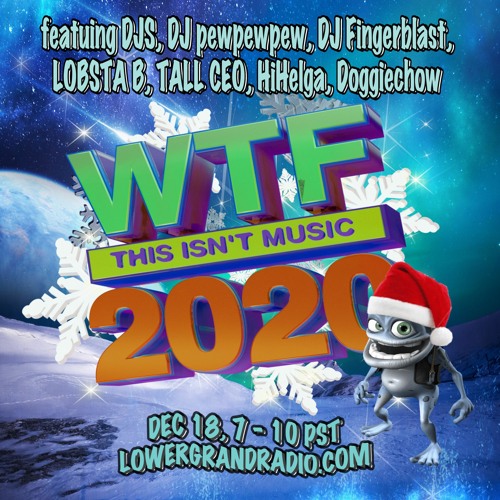 featuing DJS, DJ pewpewpew, DJ Fingerblast,
LOBSTA B, TALL CEO, HiHelga, Doggiechow
WTF
THIS ISN'T MUSIC
2020
DEC 18, 7 - 10 PST
LOWERGRANDRADIO.COM